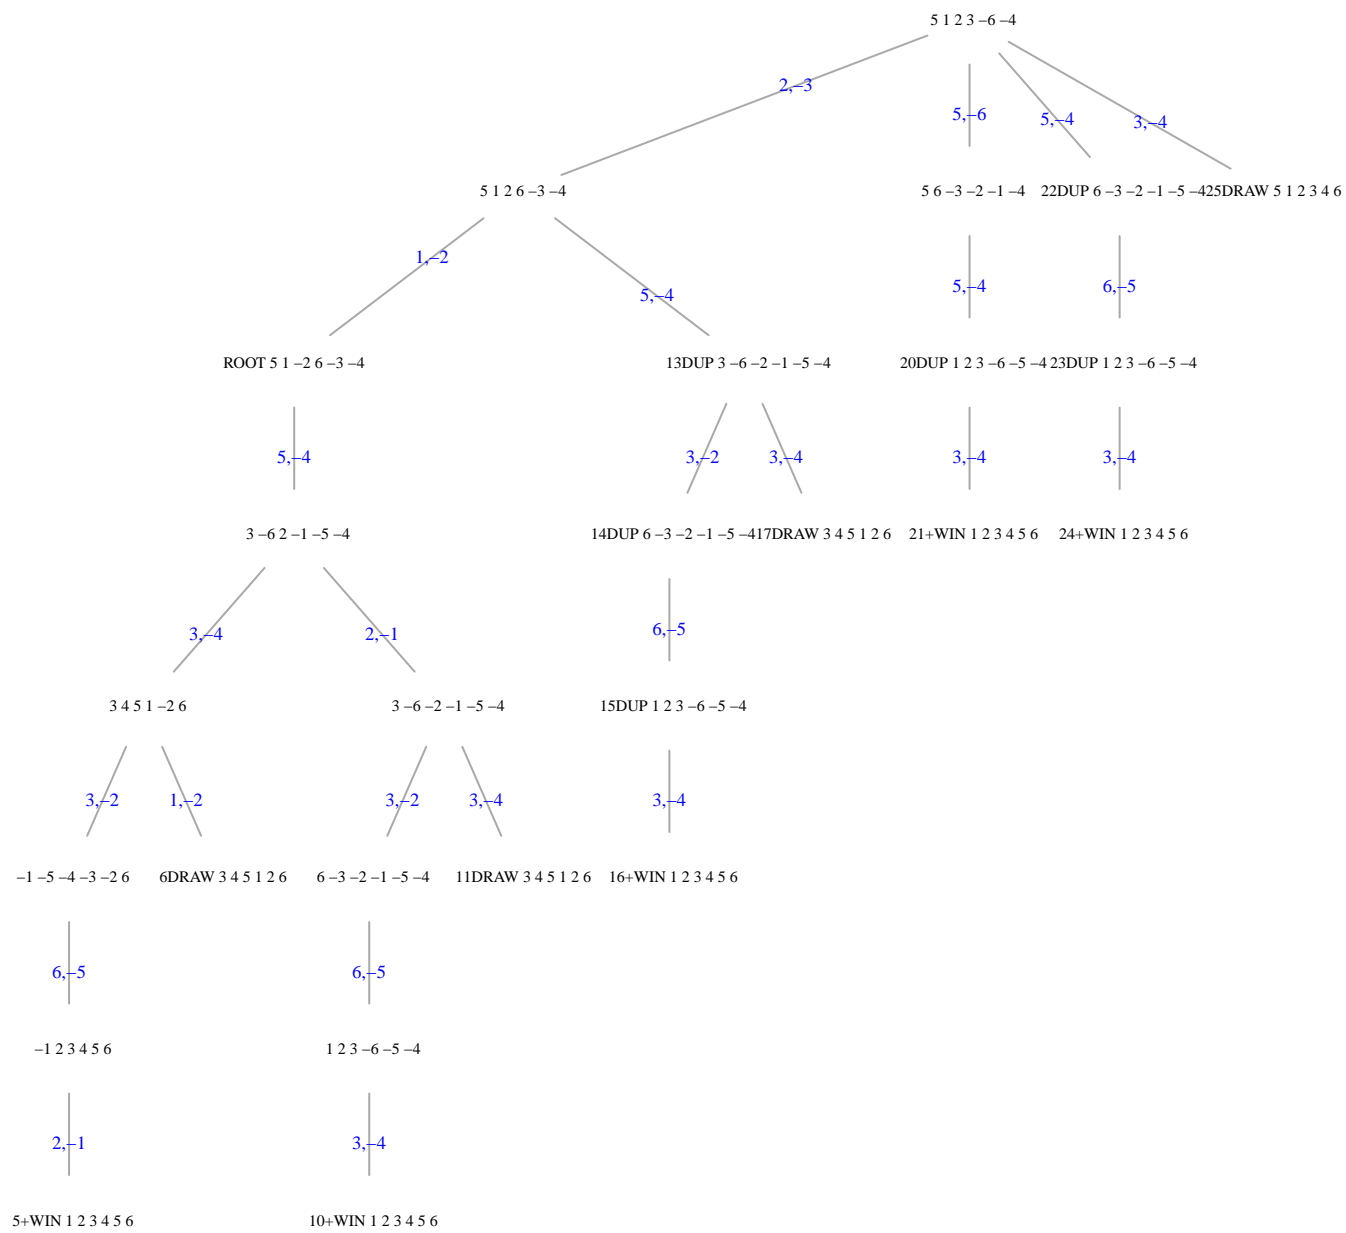 5 1 2 3 –6 –4
2,–3
5,–6
5,–4
3,–4
5 1 2 6 –3 –4
5 6 –3 –2 –1 –4
22DUP 6 –3 –2 –1 –5 –425DRAW 5 1 2 3 4 6
1,–2
5,–4
5,–4
6,–5
ROOT 5 1 –2 6 –3 –4
13DUP 3 –6 –2 –1 –5 –4
20DUP 1 2 3 –6 –5 –4 23DUP 1 2 3 –6 –5 –4
5,–4
3,–2
3,–4
3,–4
3,–4
3 –6 2 –1 –5 –4
14DUP 6 –3 –2 –1 –5 –417DRAW 3 4 5 1 2 6
21+WIN 1 2 3 4 5 6
24+WIN 1 2 3 4 5 6
3,–4
2,–1
6,–5
3 4 5 1 –2 6
3 –6 –2 –1 –5 –4
15DUP 1 2 3 –6 –5 –4
3,–2
1,–2
3,–2
3,–4
3,–4
–1 –5 –4 –3 –2 6
6DRAW 3 4 5 1 2 6
6 –3 –2 –1 –5 –4
11DRAW 3 4 5 1 2 6
16+WIN 1 2 3 4 5 6
6,–5
6,–5
–1 2 3 4 5 6
1 2 3 –6 –5 –4
2,–1
3,–4
5+WIN 1 2 3 4 5 6
10+WIN 1 2 3 4 5 6